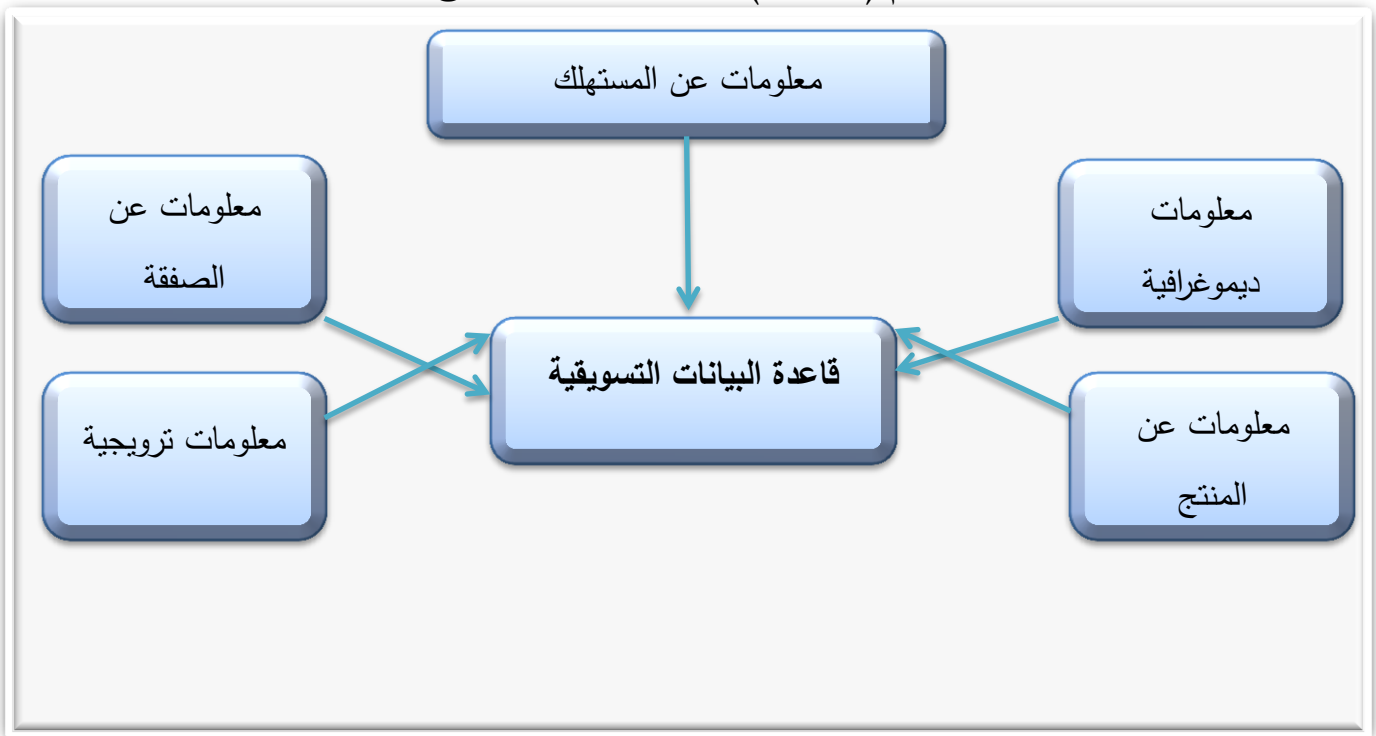 معلومات عن المستهلك
معلومات
ديموغرافية
معلومات عن
الصفقة
قاعدة البيانات التسويقية
معلومات عن
المنتج
معلومات ترويجية